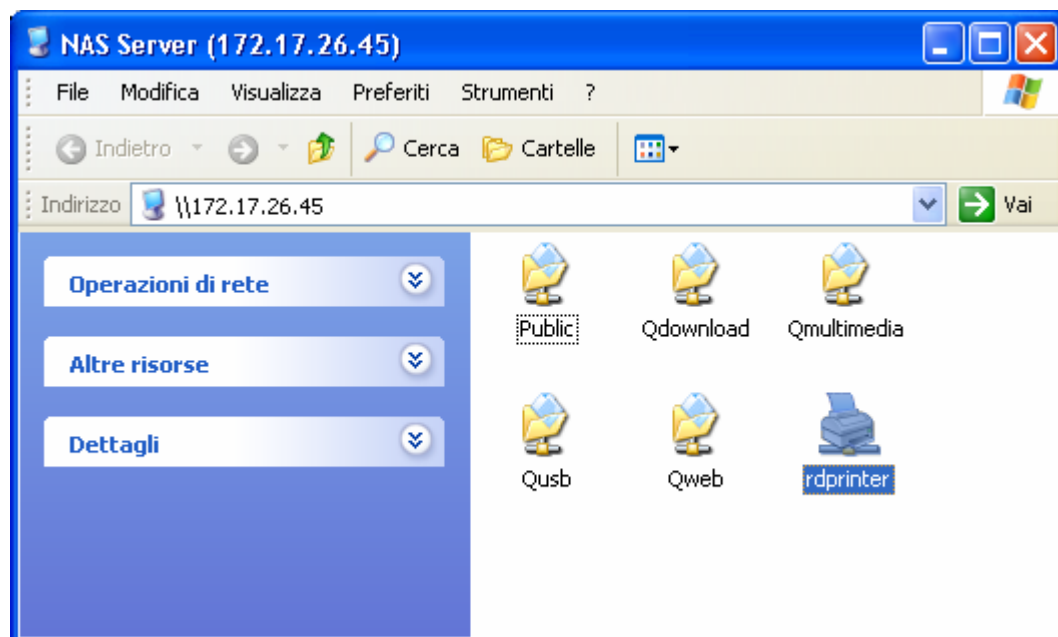 NAS Server (172.17.26.45)
File Modifica Visualizza Preferiti Strumenti ?
Indietro Cerca Cartelle
Indirizzo \\172.17.26.45 Vai
Operazioni di rete
Altre risorse
Dettagli
Public Qdownload Qmultimedia
Qusb Qweb rdprinter